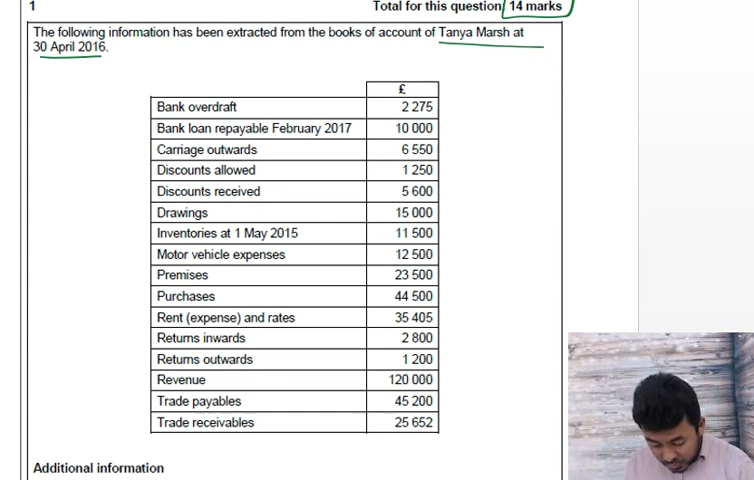 1 Total for this question 14 marks
The following information has been extracted from the books of account of Tanya Marsh at
30 April 2016.
£
Bank overdraft 2 275
Bank loan repayable February 2017 10 000
Carriage outwards 6 550
Discounts allowed 1 250
Discounts received 5 600
Drawings 15 000
Inventories at 1 May 2015 11 500
Motor vehicle expenses 12 500
Premises 23 500
Purchases 44 500
Rent (expense) and rates 35 405
Returns inwards 2 800
Returns outwards 1 200
Revenue 120 000
Trade payables 45 200
Trade receivables 25 652
Additional information